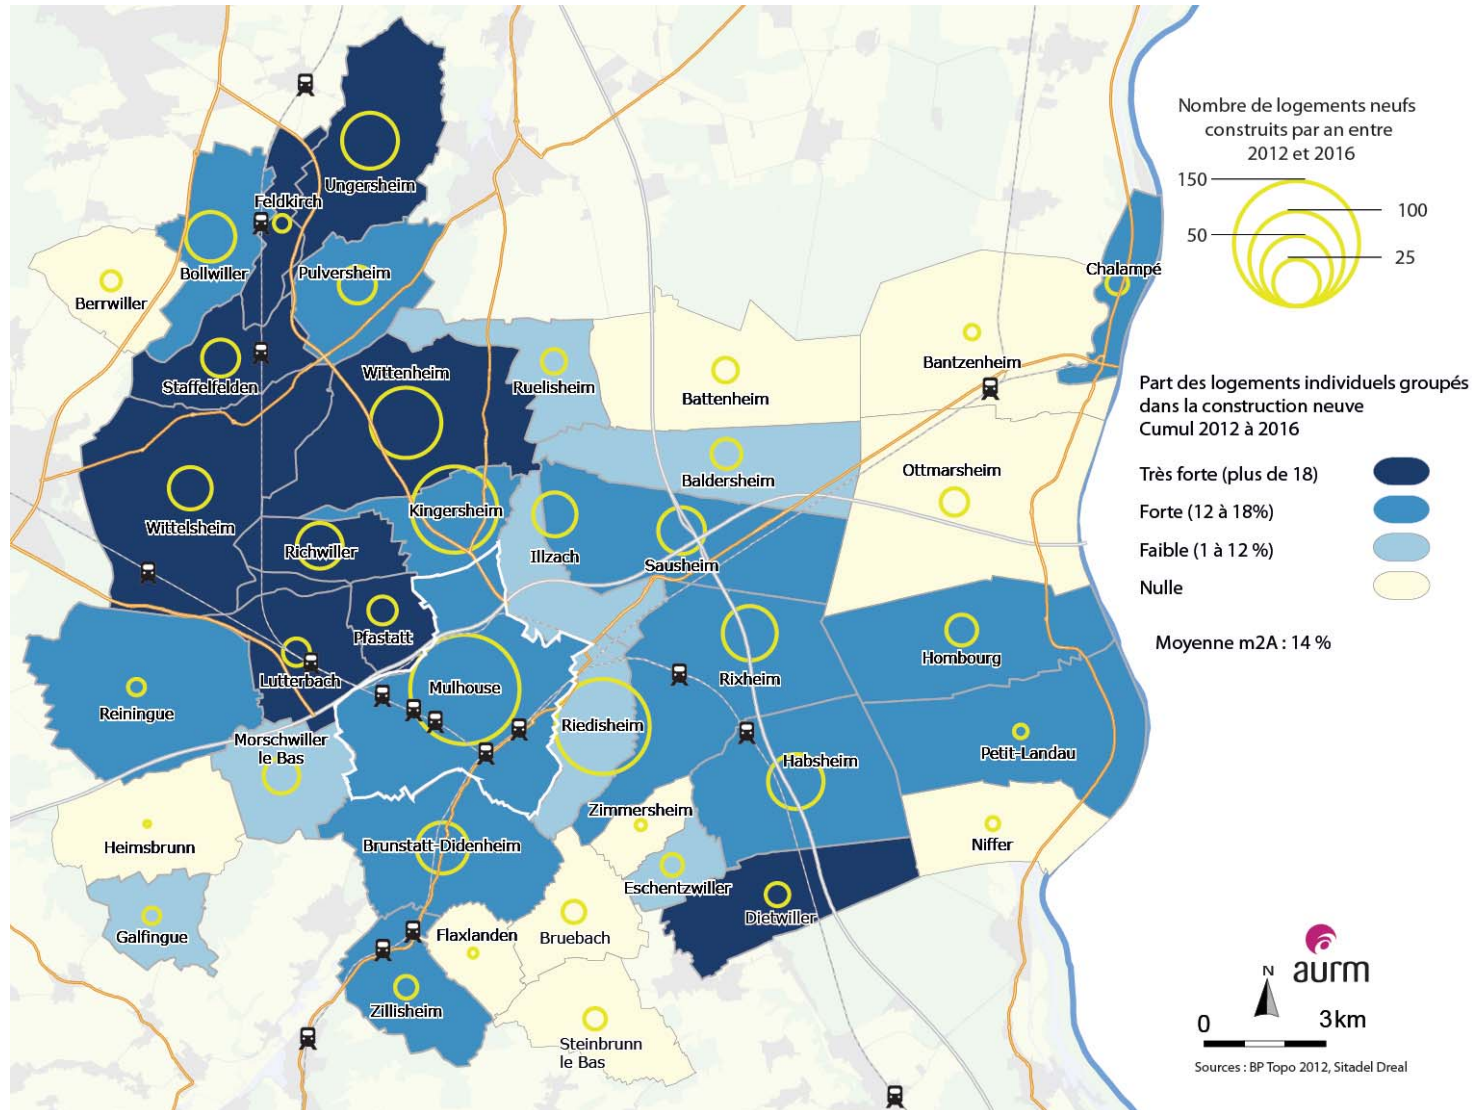 Nombre de logements neufs
construits par an entre
2012 et 2016
150
100
50
25
Part des logements individuels groupés
dans la construction neuve
Cumul 2012 à 2016
Très forte (plus de 18)
Forte (12 à 18%)
Faible (1 à 12 %)
Nulle
Moyenne m2A : 14 %
Ungersheim
Feldkirch
Bollwiller
Pulversheim
Berrwiller
Chalampé
Staffelfelden
Wittenheim
Ruelisheim
Battenheim
Bantzenheim
Wittelsheim
Kingersheim
Baldersheim
Ottmarsheim
Richwiller
Illzach
Sausheim
Pfastatt
Lutterbach
Mulhouse
Rixheim
Hombourg
Reiningue
Morschwiller
le Bas
Riedisheim
Habsheim
Petit-Landau
Heimsbrunn
Brunstatt-Didenheim
Zimmersheim
Niffer
Eschentzwiller
Dietwiller
Galfingue
Flaxlanden
Bruebach
Zillisheim
Steinbrunn
le Bas
aurm
N
0
3km
Sources : BP Topo 2012, Sitadel Dreal